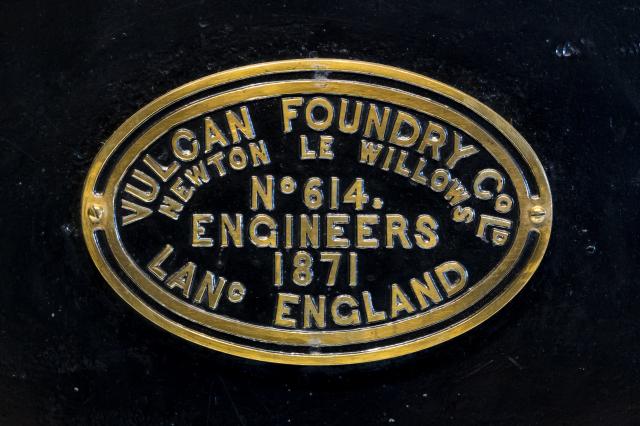 VULCAN FOUNDRY Co LD
NEWTON LE WILLOWS
No 614.
ENGINEERS
1871
LANC ENGLAND